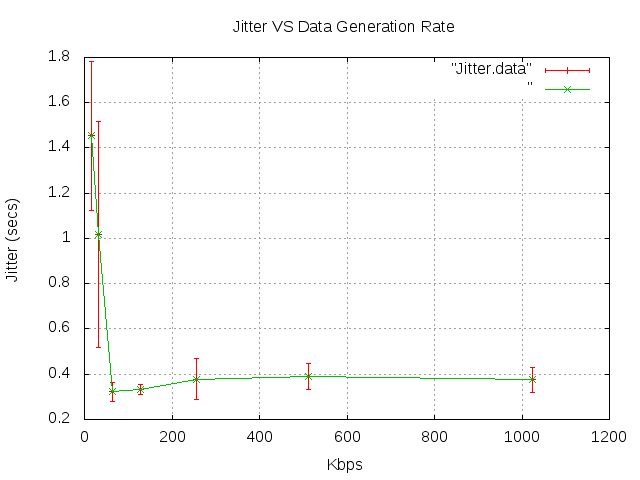 Jitter VS Data Generation Rate
"Jitter.data"
"
1.8
1.6
1.4
1.2
1
0.8
0.6
0.4
0.2
Jitter (secs)
0 200 400 600 800 1000 1200
Kbps